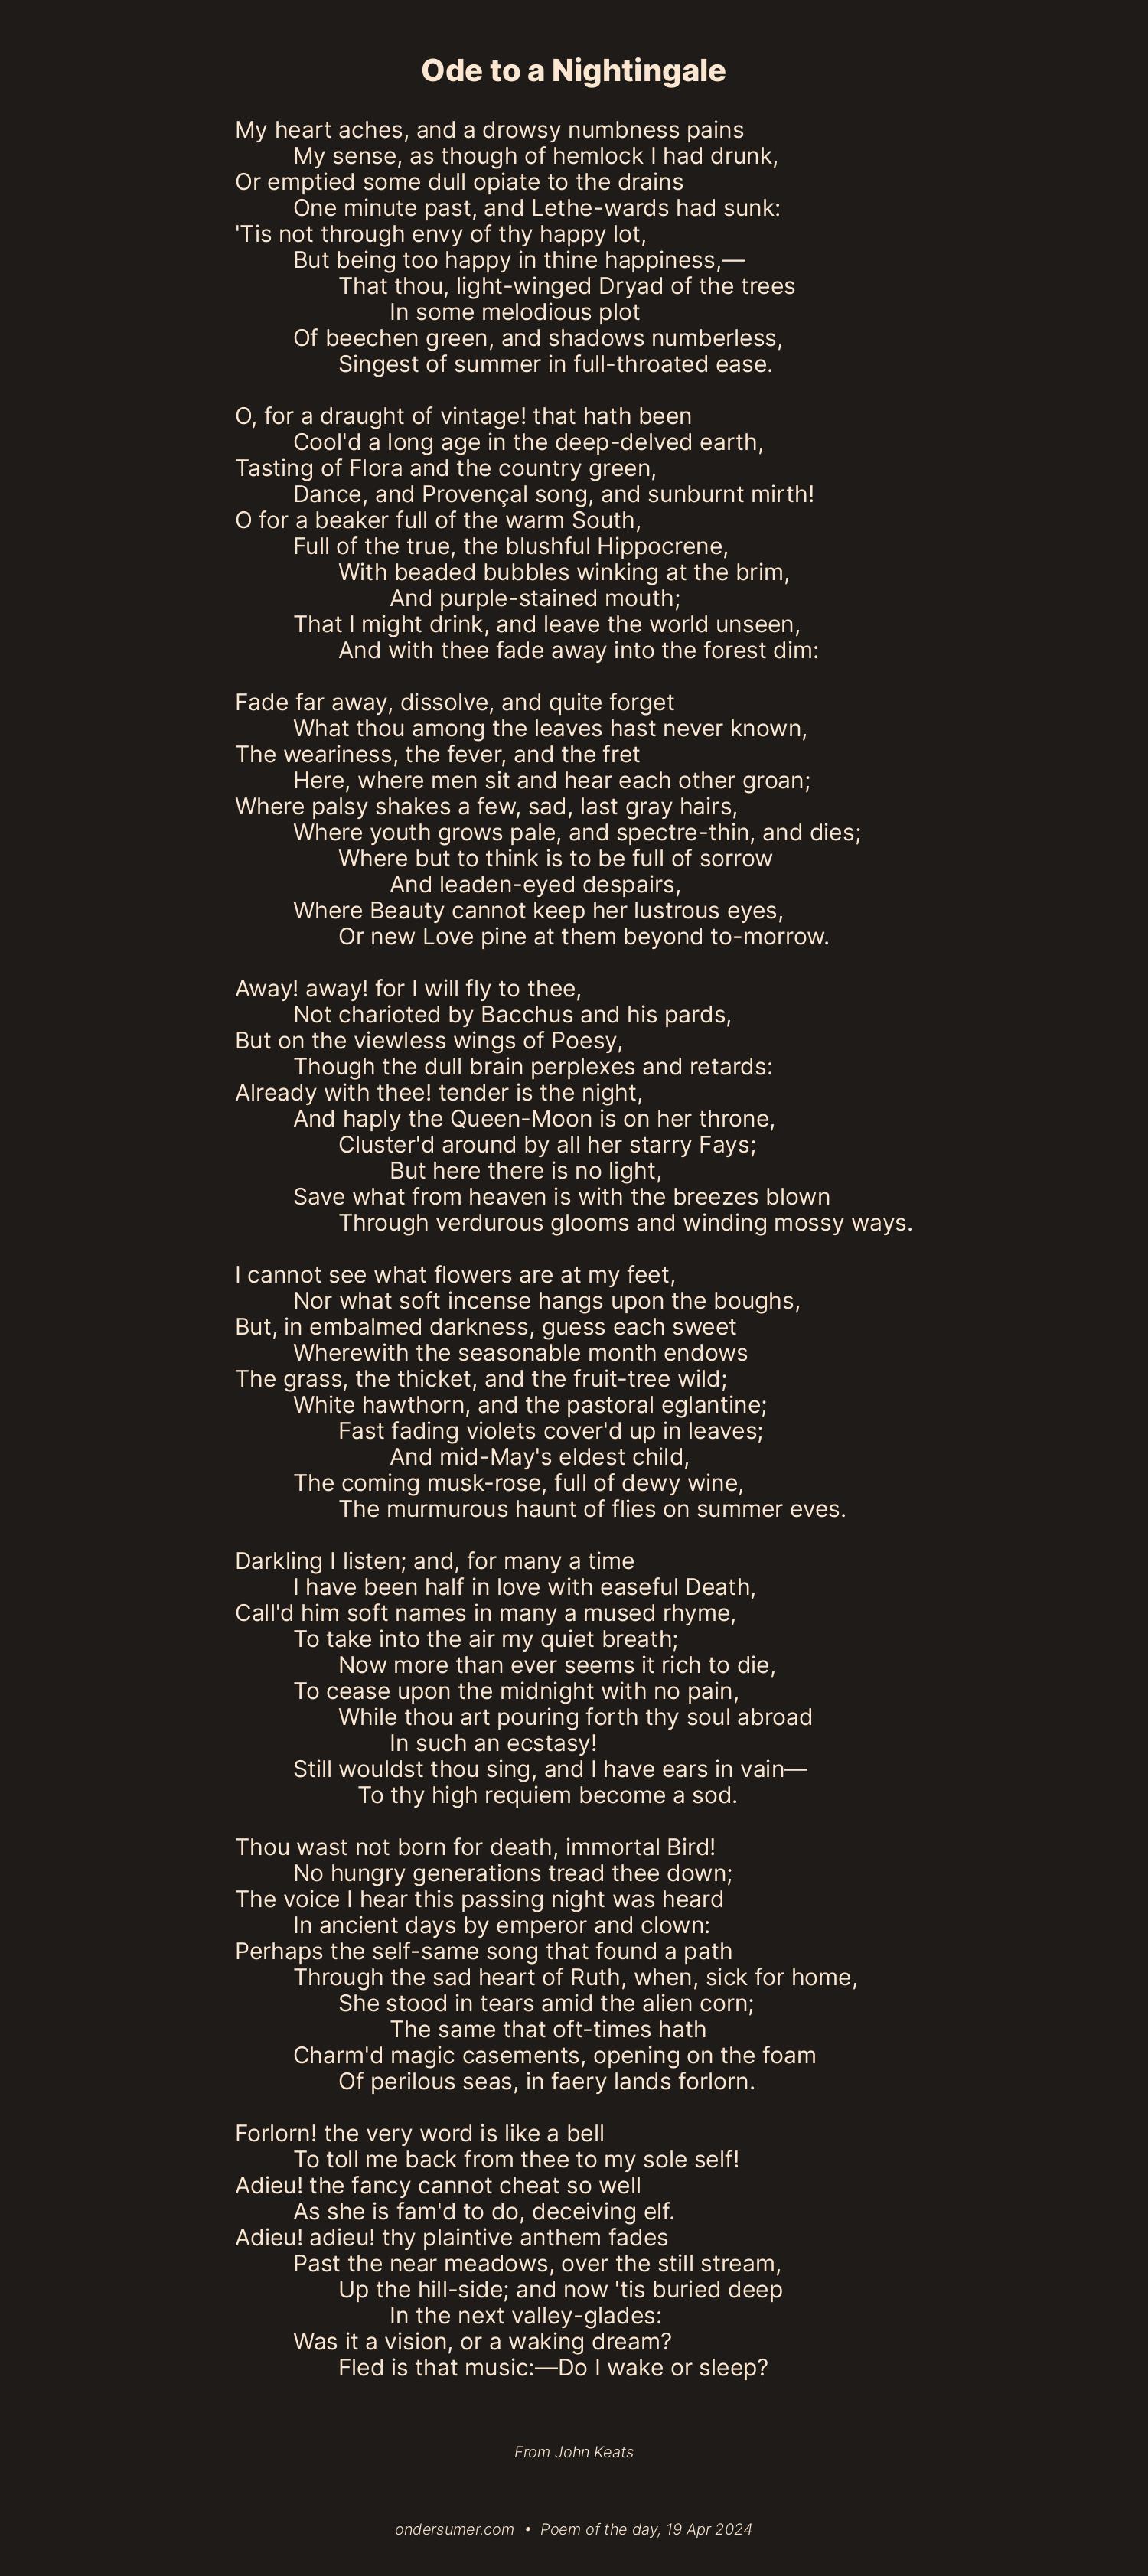 Ode to a Nightingale
My heart aches, and a drowsy numbness pains
My sense, as though of hemlock I had drunk,
Or emptied some dull opiate to the drains
One minute past, and Lethe-wards had sunk:
'Tis not through envy of thy happy lot,
But being too happy in thine happiness,—
That thou, light-winged Dryad of the trees
In some melodious plot
Of beechen green, and shadows numberless,
Singest of summer in full-throated ease.
O, for a draught of vintage! that hath been
Cool'd a long age in the deep-delved earth,
Tasting of Flora and the country green,
Dance, and Provençal song, and sunburnt mirth!
O for a beaker full of the warm South,
Full of the true, the blushful Hippocrene,
With beaded bubbles winking at the brim,
And purple-stained mouth;
That I might drink, and leave the world unseen,
And with thee fade away into the forest dim:
Fade far away, dissolve, and quite forget
What thou among the leaves hast never known,
The weariness, the fever, and the fret
Here, where men sit and hear each other groan;
Where palsy shakes a few, sad, last gray hairs,
Where youth grows pale, and spectre-thin, and dies;
Where but to think is to be full of sorrow
And leaden-eyed despairs,
Where Beauty cannot keep her lustrous eyes,
Or new Love pine at them beyond to-morrow.
Away! away! for I will fly to thee,
Not charioted by Bacchus and his pards,
But on the viewless wings of Poesy,
Though the dull brain perplexes and retards:
Already with thee! tender is the night,
And haply the Queen-Moon is on her throne,
Cluster'd around by all her starry Fays;
But here there is no light,
Save what from heaven is with the breezes blown
Through verdurous glooms and winding mossy ways.
I cannot see what flowers are at my feet,
Nor what soft incense hangs upon the boughs,
But, in embalmed darkness, guess each sweet
Wherewith the seasonable month endows
The grass, the thicket, and the fruit-tree wild;
White hawthorn, and the pastoral eglantine;
Fast fading violets cover'd up in leaves;
And mid-May's eldest child,
The coming musk-rose, full of dewy wine,
The murmurous haunt of flies on summer eves.
Darkling I listen; and, for many a time
I have been half in love with easeful Death,
Call'd him soft names in many a mused rhyme,
To take into the air my quiet breath;
Now more than ever seems it rich to die,
To cease upon the midnight with no pain,
While thou art pouring forth thy soul abroad
In such an ecstasy!
Still wouldst thou sing, and I have ears in vain—
To thy high requiem become a sod.
Thou wast not born for death, immortal Bird!
No hungry generations tread thee down;
The voice I hear this passing night was heard
In ancient days by emperor and clown:
Perhaps the self-same song that found a path
Through the sad heart of Ruth, when, sick for home,
She stood in tears amid the alien corn;
The same that oft-times hath
Charm'd magic casements, opening on the foam
Of perilous seas, in faery lands forlorn.
Forlorn! the very word is like a bell
To toll me back from thee to my sole self!
Adieu! the fancy cannot cheat so well
As she is fam'd to do, deceiving elf.
Adieu! adieu! thy plaintive anthem fades
Past the near meadows, over the still stream,
Up the hill-side; and now 'tis buried deep
In the next valley-glades:
Was it a vision, or a waking dream?
Fled is that music:—Do I wake or sleep?
From John Keats
ondersumer.com • Poem of the day, 19 Apr 2024